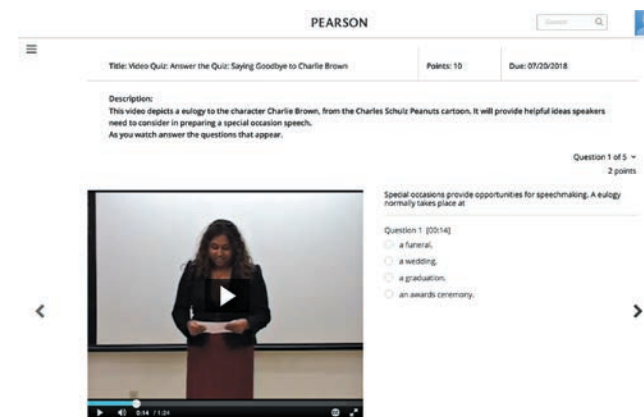 PEARSON
Search
Title: Video Quiz: Answer the Quiz: Saying Goodbye to Charlie Brown
Points: 10
Due: 07/20/2018
Description:
This video depicts a eulogy to the character Charlie Brown, from the Charles Schulz Peanuts cartoon. It will provide helpful ideas speakers
need to consider in preparing a special occasion speech.
As you watch answer the questions that appear.
Question 1 of 5
2 points
Special occasions provide opportunities for speechmaking. A eulogy
normally takes place at
Question 1 [00:14]
a funeral.
a wedding.
a graduation.
an awards ceremony.
0:14 / 1:24